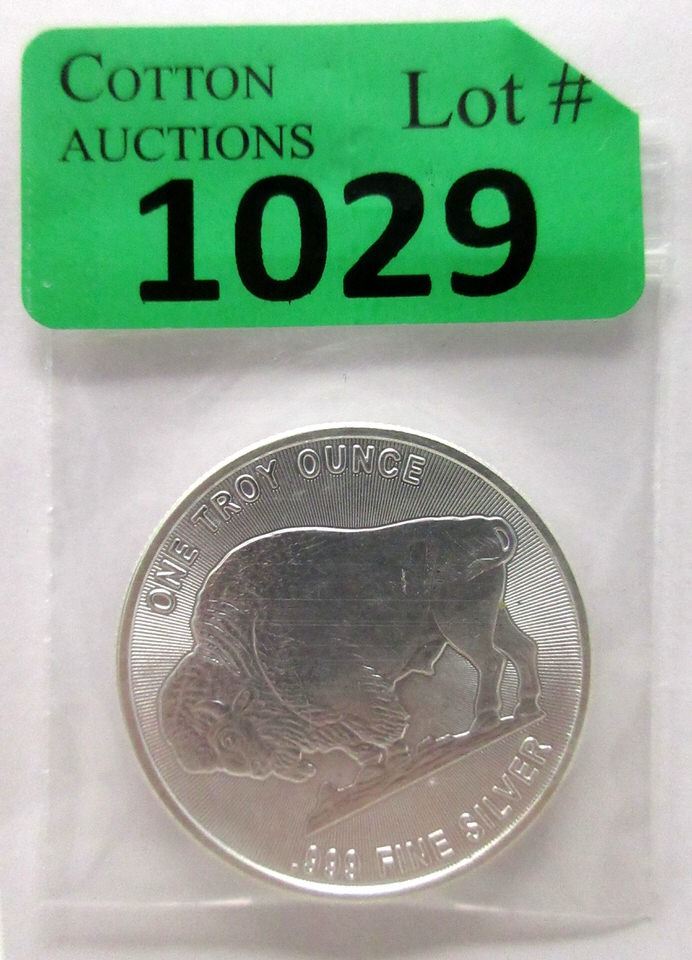 COTTON
AUCTIONS
Lot #
1029
ONE TROY OUNCE
.999 FINE SILVER